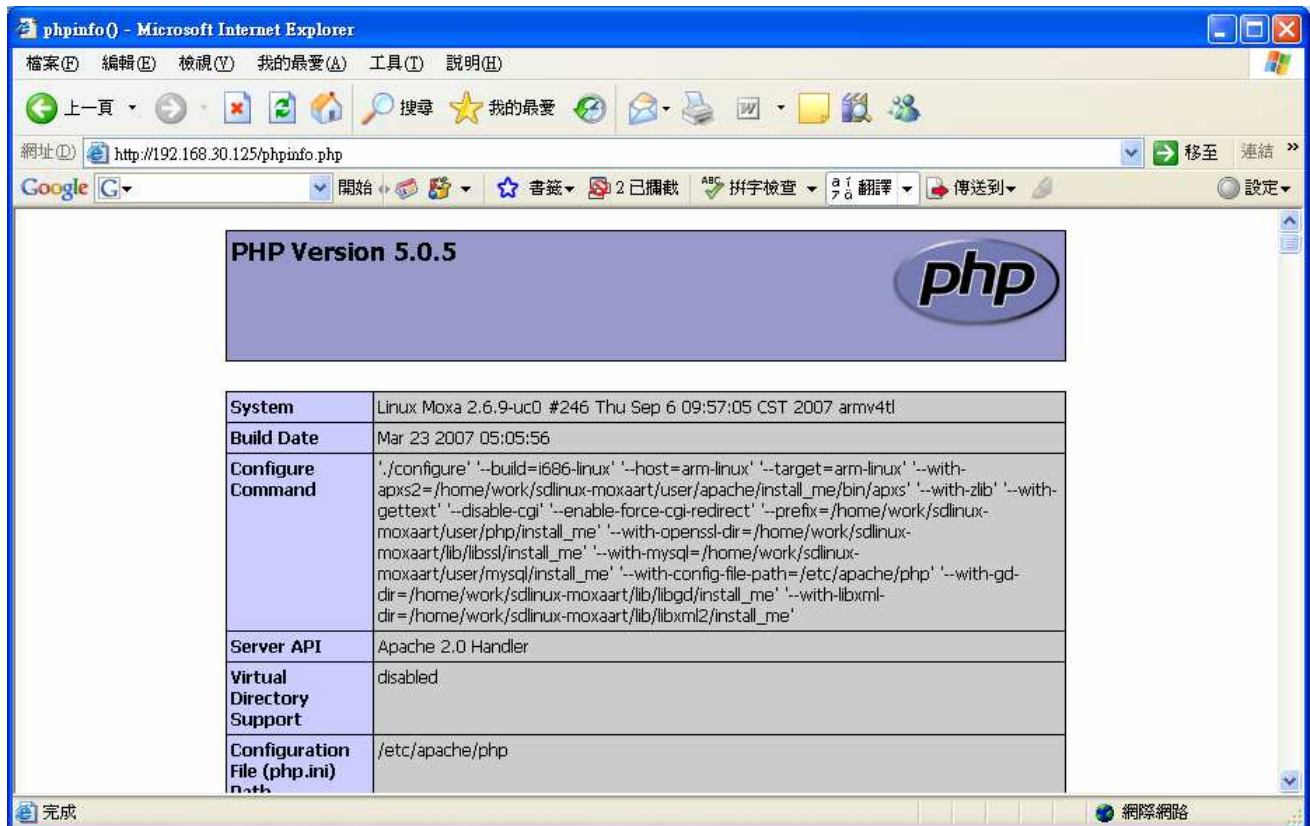 phpinfo() - Microsoft Internet Explorer
檔案(F) 編輯(E) 檢視(V) 我的最愛(A) 工具(T) 說明(H)
上一頁 搜尋 我的最愛
網址(D) http://192.168.30.125/phpinfo.php 移至 連結 »
Google G 開始 書籤 2 已攔截 ABC 拼字檢查 翻譯 傳送到 設定
PHP Version 5.0.5
php
System Linux Moxa 2.6.9-uc0 #246 Thu Sep 6 09:57:05 CST 2007 armv4tl
Build Date Mar 23 2007 05:05:56
Configure './configure' '--build=i686-linux' '--host=arm-linux' '--target=arm-linux' '--with-
Command apxs2=/home/work/sdlinux-moxaart/user/apache/install_me/bin/apxs' '--with-zlib' '--with-
gettext' '--disable-cgi' '--enable-force-cgi-redirect' '--prefix=/home/work/sdlinux-
moxaart/user/php/install_me' '--with-openssl-dir=/home/work/sdlinux-
moxaart/lib/libssl/install_me' '--with-mysql=/home/work/sdlinux-
moxaart/user/mysql/install_me' '--with-config-file-path=/etc/apache/php' '--with-gd-
dir=/home/work/sdlinux-moxaart/lib/libgd/install_me' '--with-libxml-
dir=/home/work/sdlinux-moxaart/lib/libxml2/install_me'
Server API Apache 2.0 Handler
Virtual disabled
Directory
Support
Configuration /etc/apache/php
File (php.ini)
Path
完成 網際網路